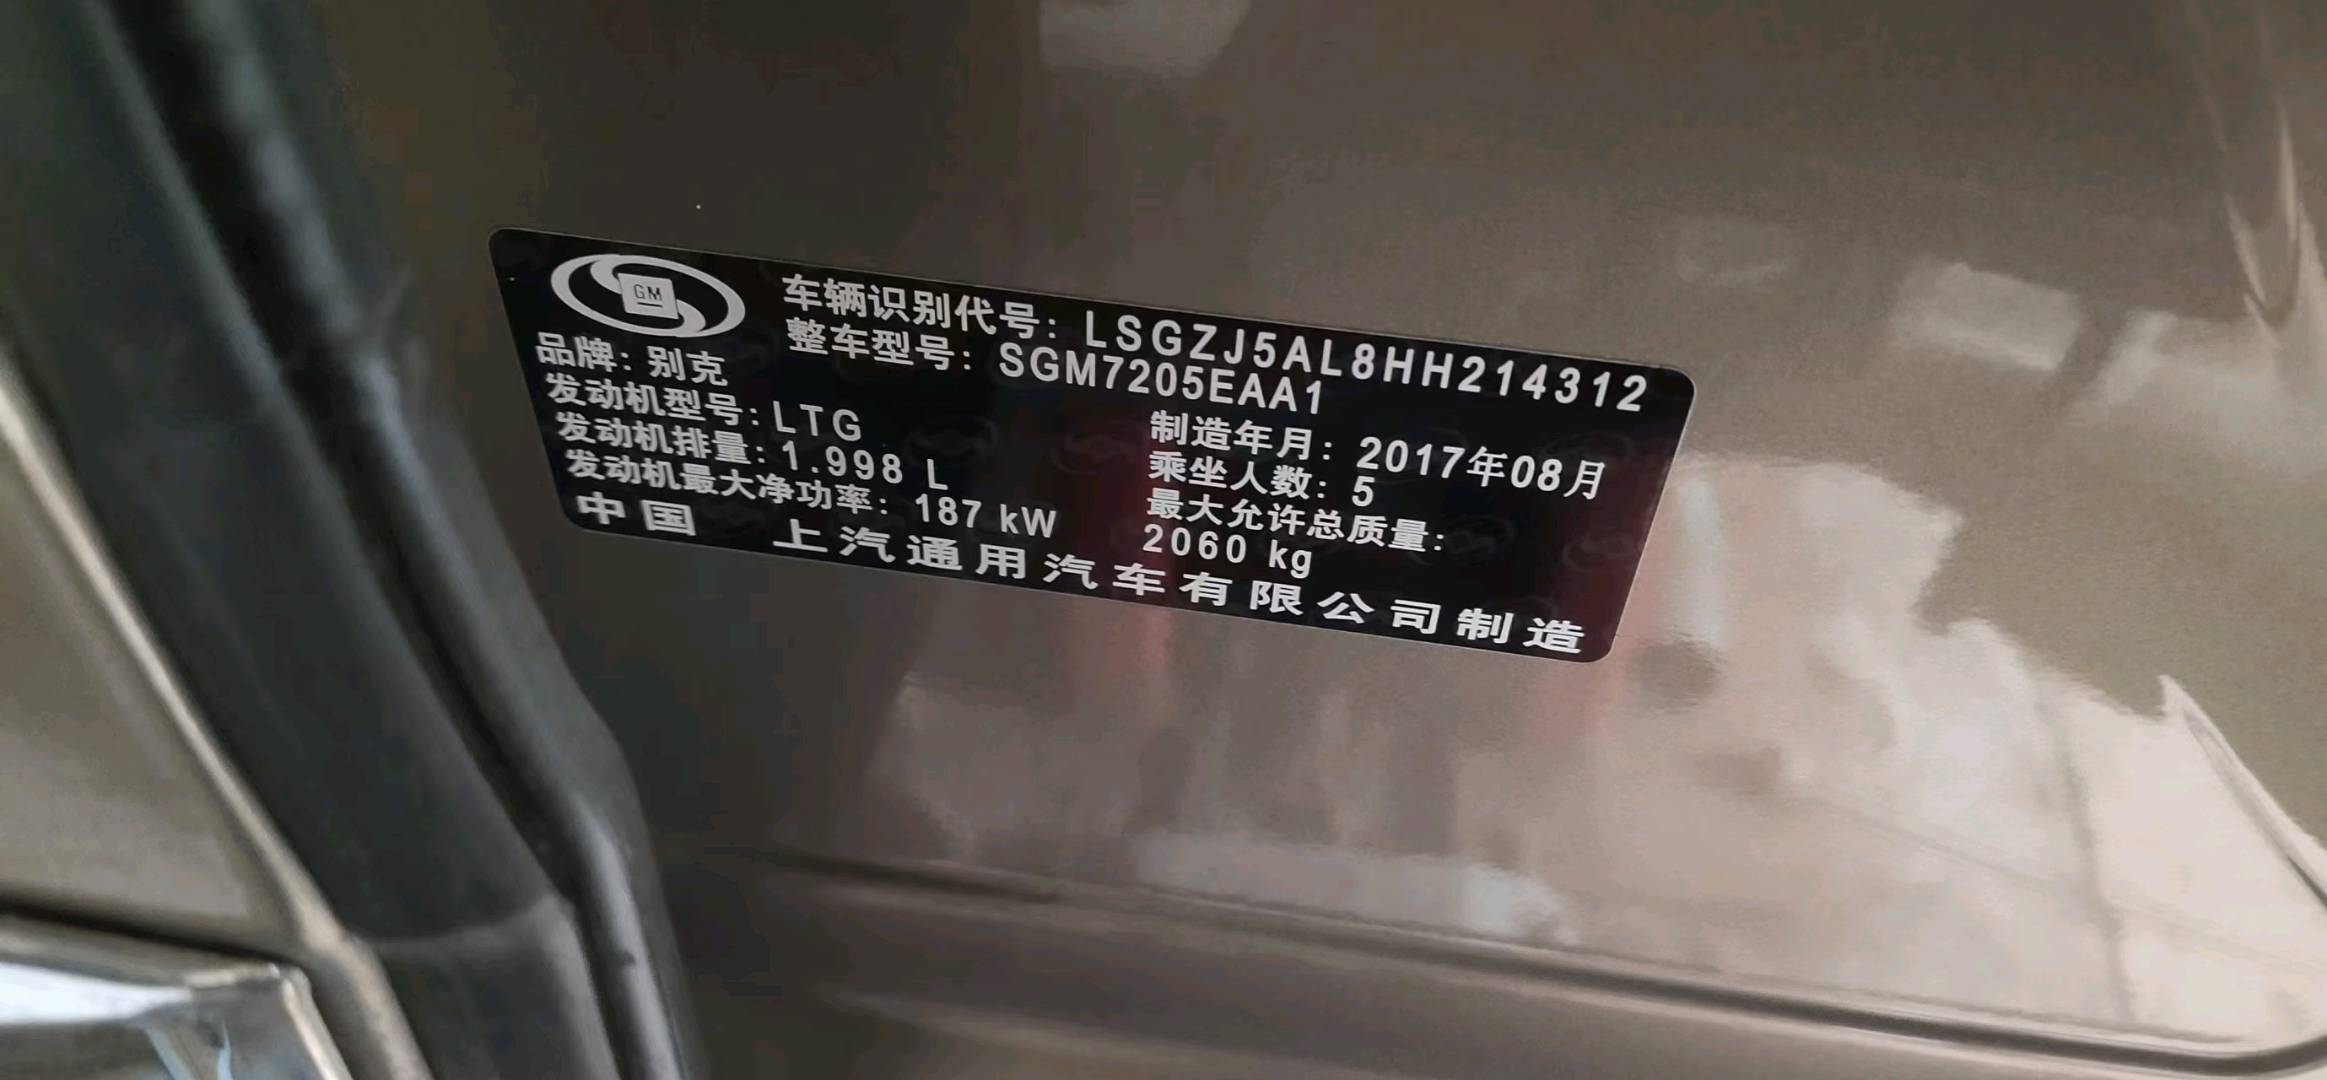 GM
车辆识别代号: LSGZJ5AL8HH214312
整车型号: SGM7205EAA1
品牌: 别克
发动机型号: LTG
制造年月: 2017年08月
发动机排量: 1.998 L
乘坐人数: 5
发动机最大净功率: 187 kW
最大允许总质量:
2060 kg
中国 上汽通用汽车有限公司制造